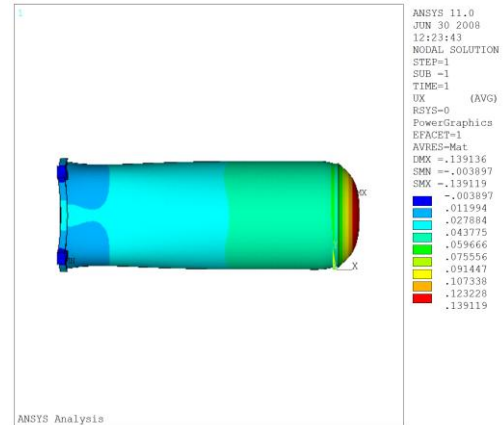 1
ANSYS 11.0
JUN 30 2008
12:23:43
NODAL SOLUTION
STEP=1
SUB =1
TIME=1
UX (AVG)
RSYS=0
PowerGraphics
EFACET=1
AVRES=Mat
DMX =.139136
SMN =-.003897
SMX =.139119
-.003897
.011994
.027884
.043775
.059666
.075556
.091447
.107338
.123228
.139119
MX
X
ANSYS Analysis